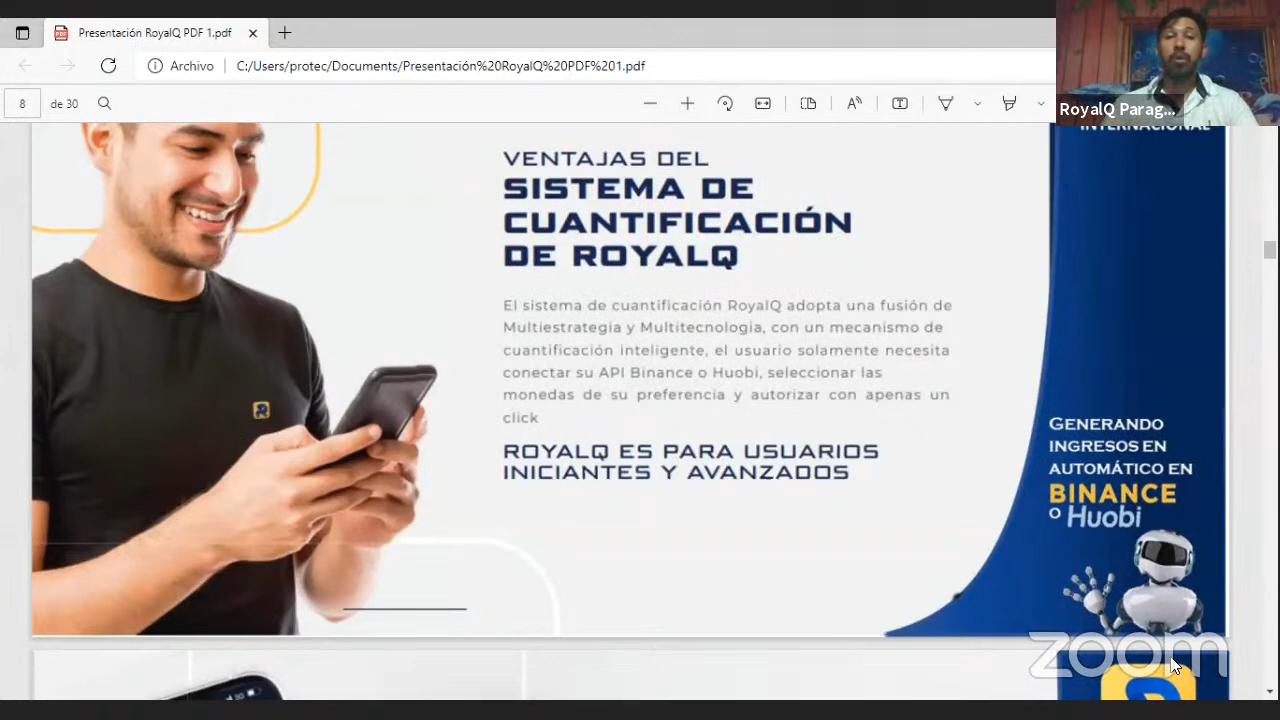 Presentación RoyalQ PDF 1.pdf
Archivo
C:/Users/protec/Documents/Presentación%20RoyalQ%20PDF%201.pdf
8
de 30
RoyalQ Parag...
INTERNACIONAL
VENTAJAS DEL
SISTEMA DE
CUANTIFICACIÓN
DE ROYALQ
El sistema de cuantificación RoyalQ adopta una fusión de
Multiestrategia y Multitecnologia, con un mecanismo de
cuantificación inteligente, el usuario solamente necesita
conectar su API Binance o Huobi, seleccionar las
monedas de su preferencia y autorizar con apenas un
click
ROYALQ ES PARA USUARIOS
INICIANTES Y AVANZADOS
GENERANDO
INGRESOS EN
AUTOMÁTICO EN
BINANCE
O Huobi
zoom